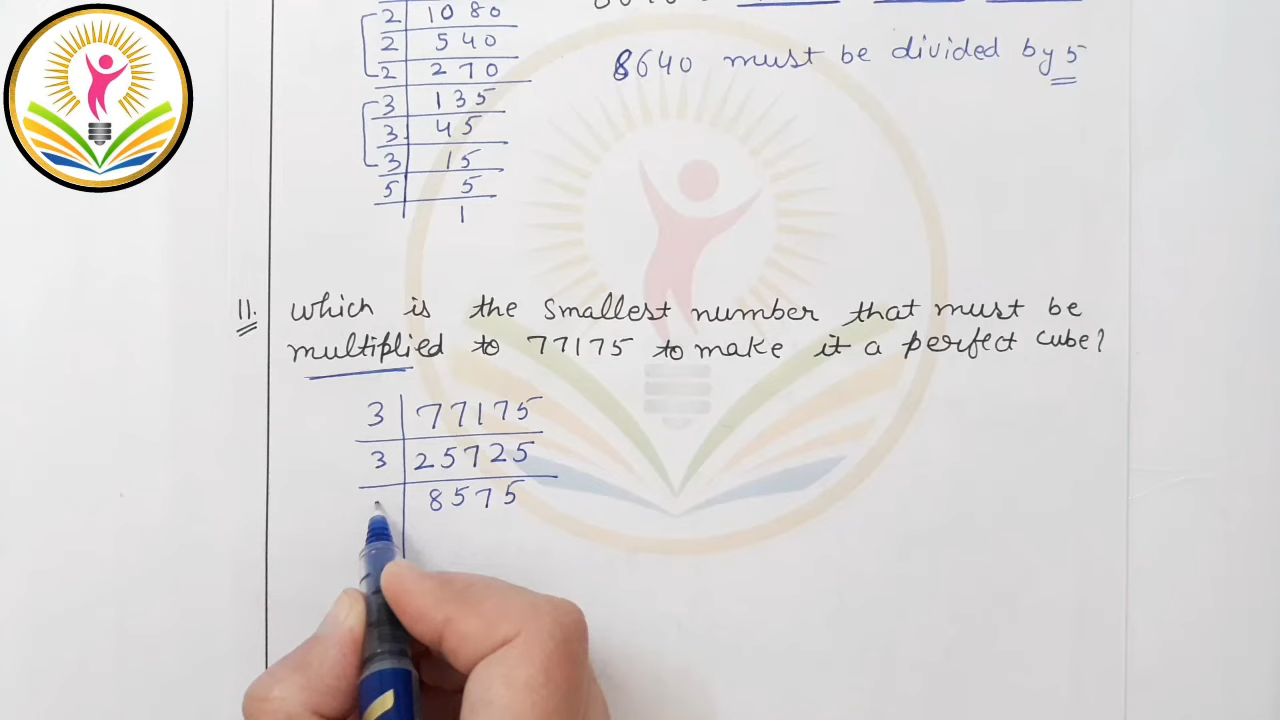 2 | 1080
2 | 540
2 | 270
3 | 135
3 | 45
3 | 15
5 | 5
1
8640 must be divided by 5
11. which is the smallest number that must be
multiplied to 77175 to make it a perfect cube?
3 | 77175
3 | 25725
8575